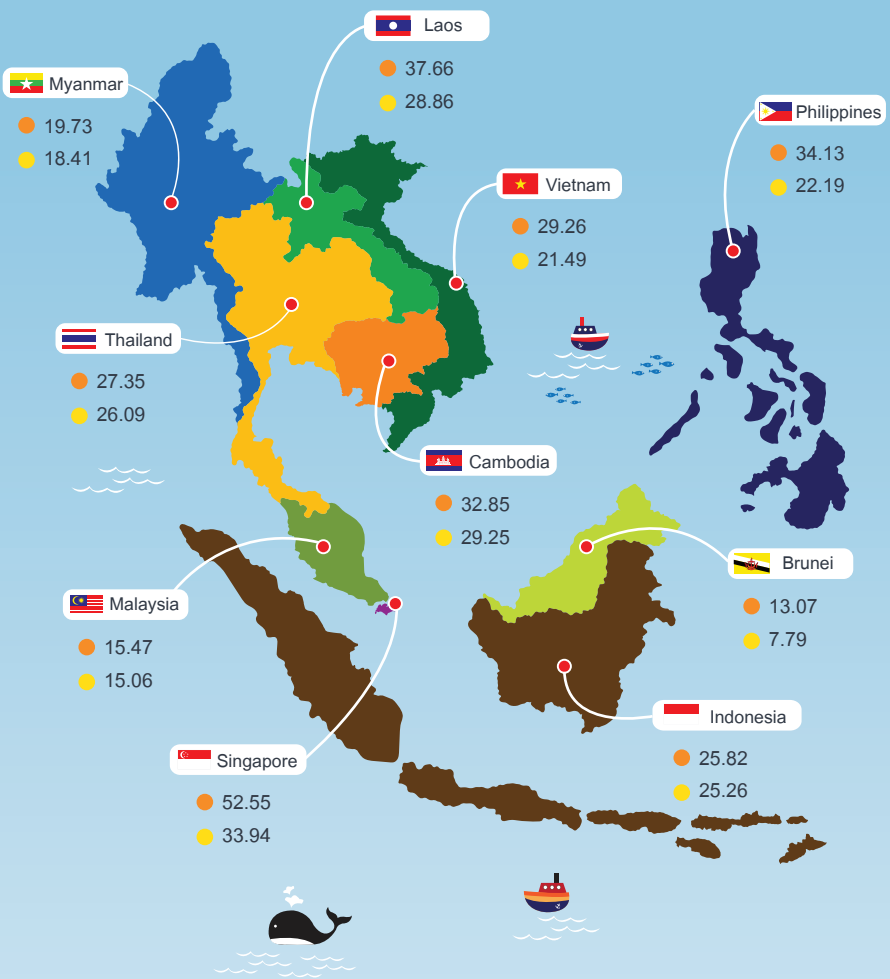 Laos
37.66
28.86
Myanmar
19.73
18.41
Philippines
34.13
22.19
Vietnam
29.26
21.49
Thailand
27.35
26.09
Cambodia
32.85
29.25
Brunei
13.07
7.79
Malaysia
15.47
15.06
Indonesia
25.82
25.26
Singapore
52.55
33.94